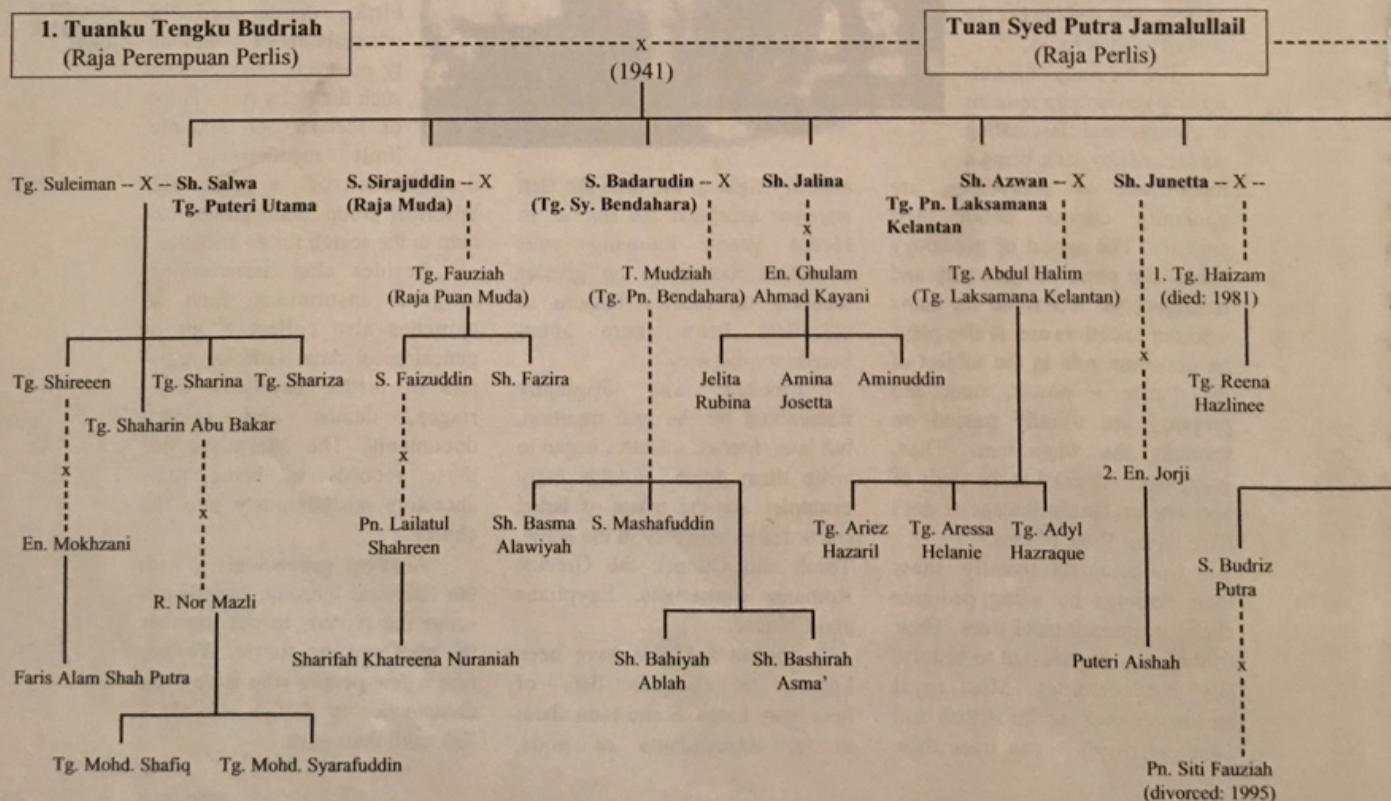 1. Tuanku Tengku Budriah
(Raja Perempuan Perlis)
x
(1941)
Tuan Syed Putra Jamalullail
(Raja Perlis)
Tg. Suleiman -- X -- Sh. Salwa
Tg. Puteri Utama
S. Sirajuddin -- X
(Raja Muda)
S. Badarudin -- X
(Tg. Sy. Bendahara)
Sh. Jalina
x
Sh. Azwan -- X
Tg. Pn. Laksamana
Kelantan
Sh. Junetta -- X --
Tg. Fauziah
(Raja Puan Muda)
T. Mudziah
(Tg. Pn. Bendahara)
En. Ghulam
Ahmad Kayani
Tg. Abdul Halim
(Tg. Laksamana Kelantan)
1. Tg. Haizam
(died: 1981)
Tg. Shireeen
Tg. Sharina
Tg. Shariza
S. Faizuddin
Sh. Fazira
Jelita
Rubina
Amina
Josetta
Aminuddin
x
Tg. Reena
Hazlinee
Tg. Shaharin Abu Bakar
x
x
2. En. Jorji
x
En. Mokhzani
Pn. Lailatul
Shahreen
Sh. Basma
Alawiyah
S. Mashafuddin
Tg. Ariez
Hazaril
Tg. Aressa
Helanie
Tg. Adyl
Hazraque
S. Budriz
Putra
R. Nor Mazli
Sharifah Khatreena Nuraniah
Sh. Bahiyah
Ablah
Sh. Bashirah
Asma'
Puteri Aishah
x
Faris Alam Shah Putra
Tg. Mohd. Shafiq
Tg. Mohd. Syarafuddin
Pn. Siti Fauziah
(divorced: 1995)